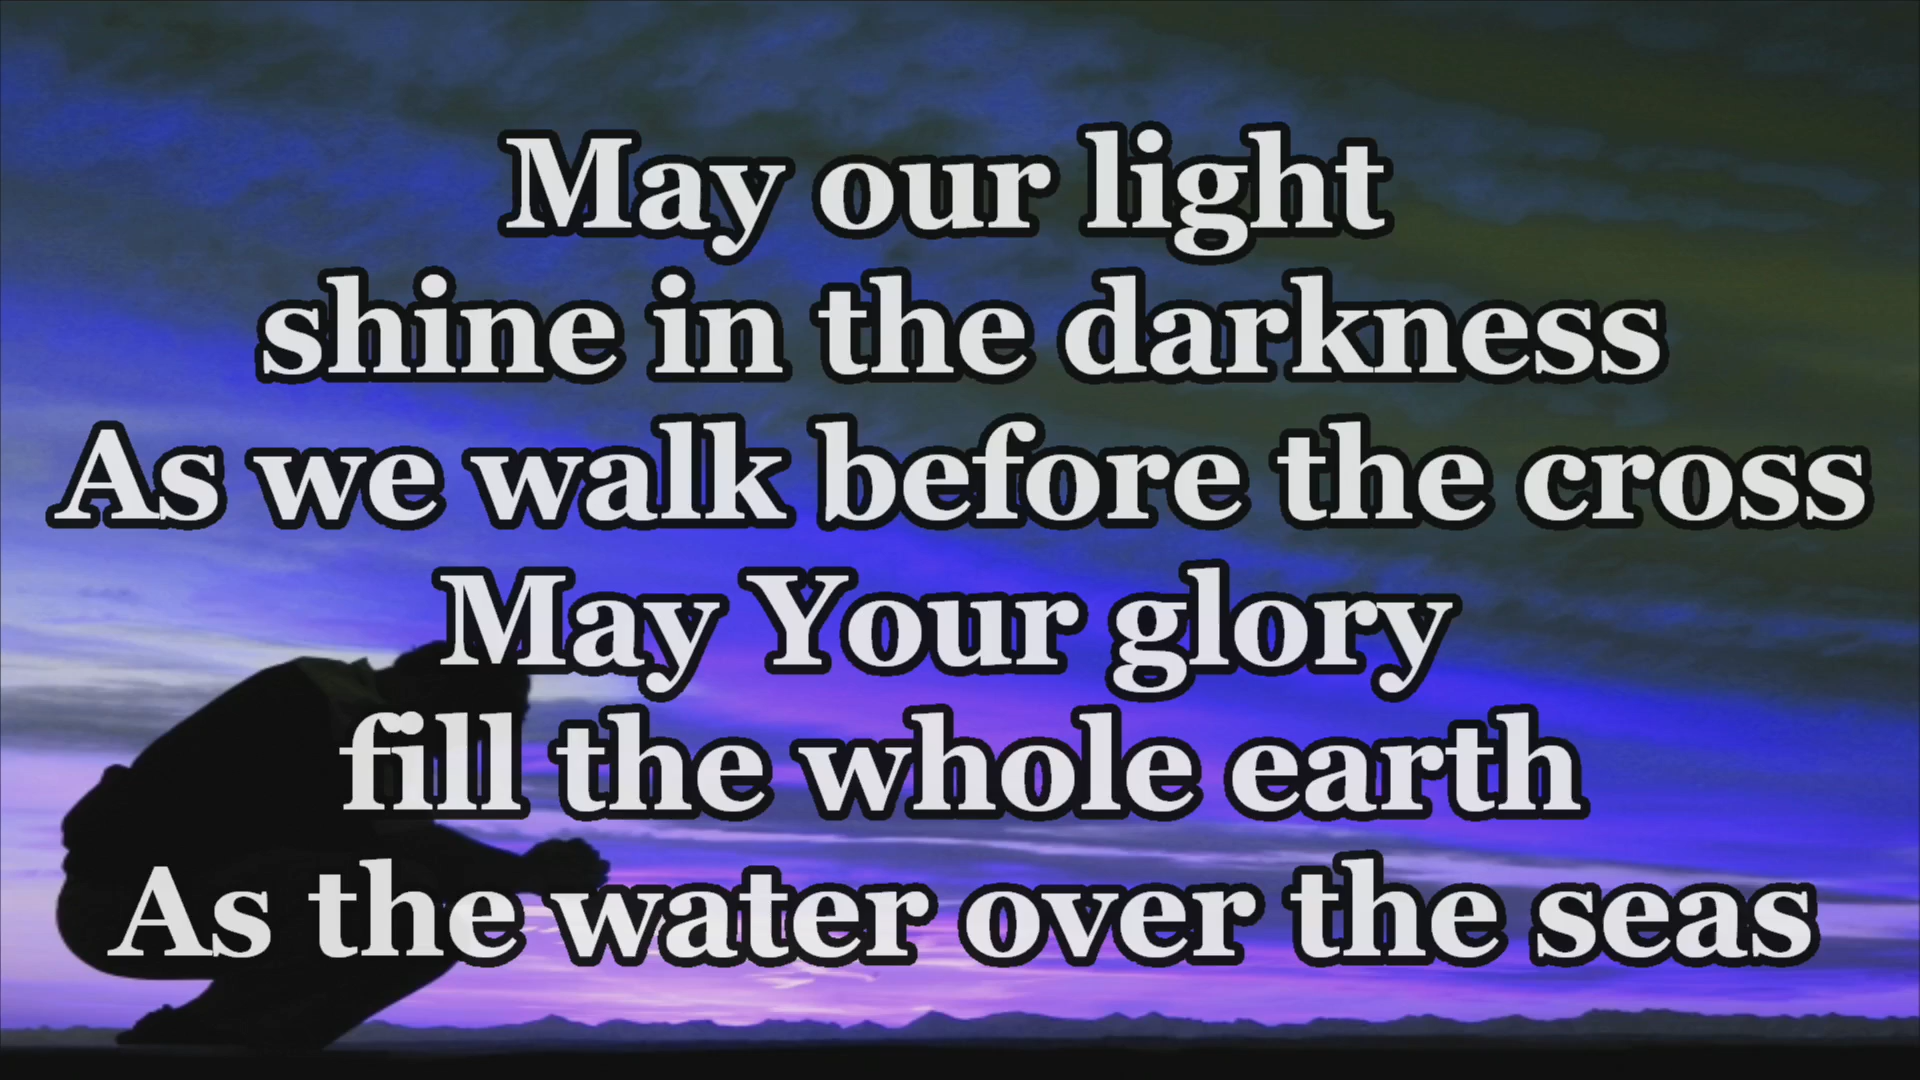 May our light
shine in the darkness
As we walk before the cross
May Your glory
fill the whole earth
As the water over the seas